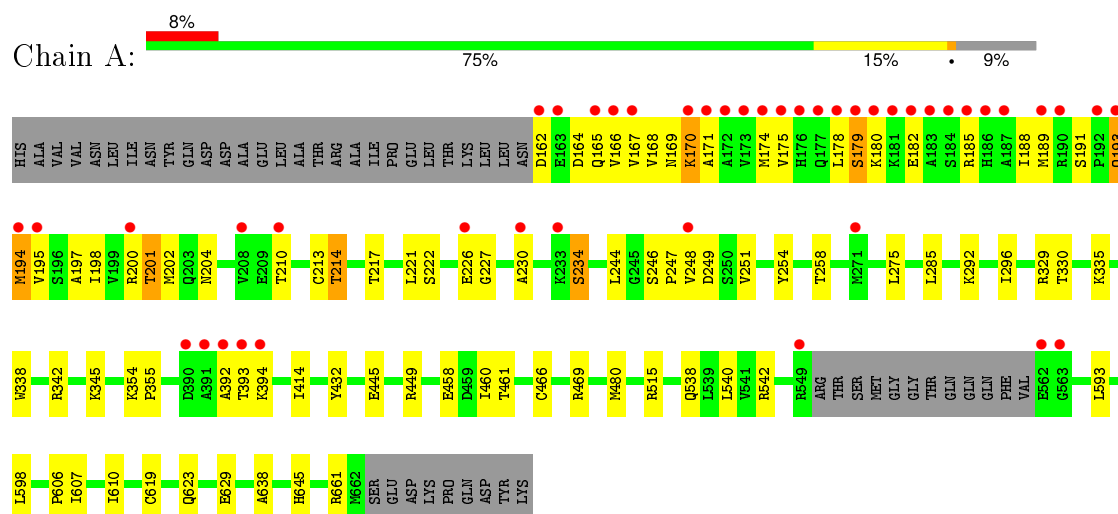 8%
Chain A:
75% 15% • 9%
HIS ALA VAL VAL ASN LEU ILE ASN TYR GLN ASP ASP ALA GLU LEU ALA THR ARG ALA ILE PRO GLU LEU THR LYS LEU LEU ASN D162 E163 D164 Q165 V166 V167 V168 N169 K170 A171 A172 V173 M174 V175 H176 Q177 L178 S179 K180 K181 E182 A183 S184 R185 H186 A187 I188 M189 R190 S191 P192 Q193
M194 V195 S196 A197 I198 V199 R200 T201 M202 Q203 N204 V208 E209 T210 C213 T214 T217 L221 S222 E226 G227 A230 K233 S234 L244 G245 S246 P247 V248 D249 S250 V251 Y254 T258 M271 L275 L285 K292 I296 R329 T330 K335
W338 R342 K345 K354 P355 D390 A391 A392 T393 K394 I414 Y432 E445 R449 E458 D459 I460 T461 C466 R469 M480 R515 Q538 L539 L540 V541 R542 R549 ARG THR SER MET GLY GLY THR GLN GLN GLN PHE VAL E562 G563 L593
L598 P606 I607 I610 C619 Q623 E629 A638 H645 R661 M662 SER GLU ASP LYS PRO GLN ASP TYR LYS